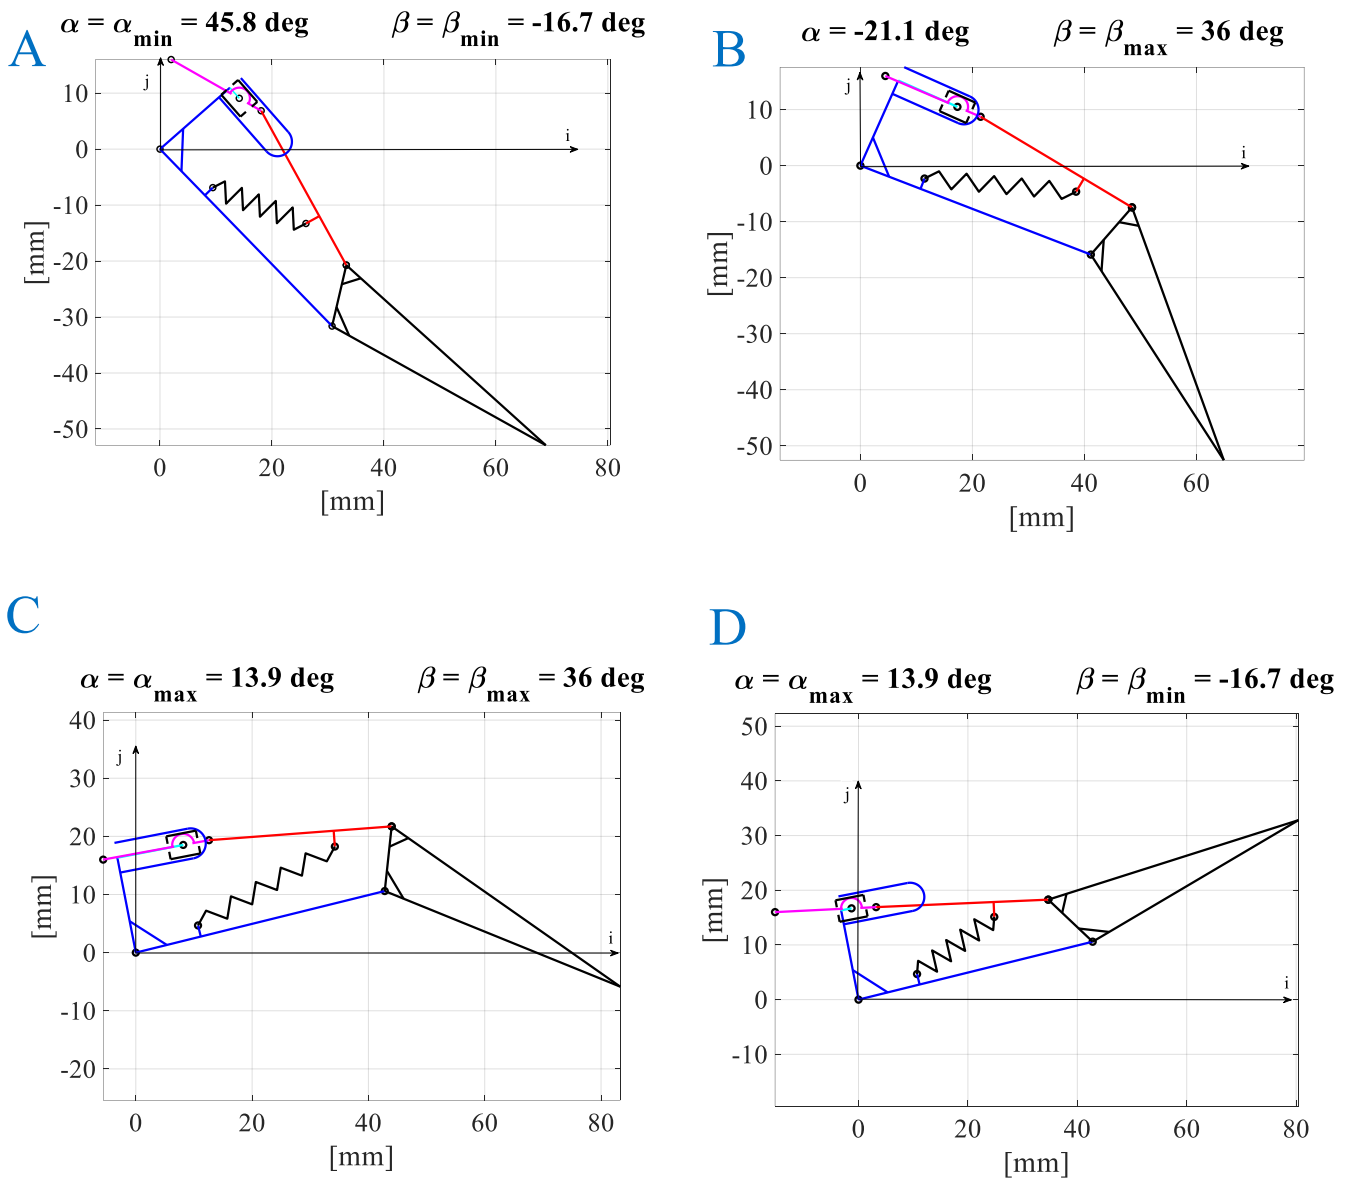 A
α = α_min = 45.8 deg β = β_min = -16.7 deg
j
i
10
0
-10
-20
-30
-40
-50
[mm]
0 20 40 60 80
[mm]
B
α = -21.1 deg β = β_max = 36 deg
j
i
10
0
-10
-20
-30
-40
-50
[mm]
0 20 40 60
[mm]
C
α = α_max = 13.9 deg β = β_max = 36 deg
40
j
30
20
10
i
0
-10
-20
[mm]
0 20 40 60 80
[mm]
D
α = α_max = 13.9 deg β = β_min = -16.7 deg
50
40
j
30
20
10
i
0
-10
[mm]
0 20 40 60 80
[mm]